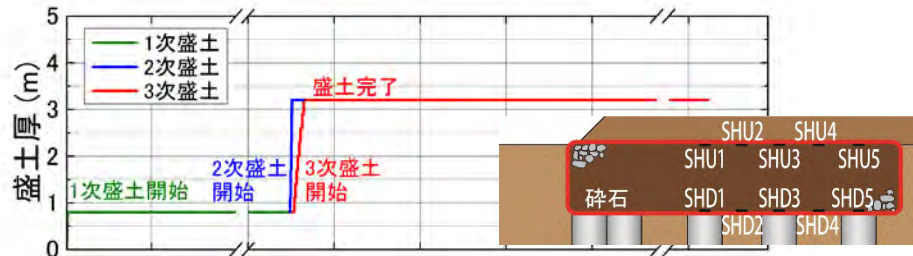 5
4
3
2
1
0
盛土厚 (m)
1次盛土
2次盛土
3次盛土
盛土完了
1次盛土開始
2次盛土
開始
3次盛土
開始
SHU2 SHU4
SHU1 SHU3 SHU5
砕石 SHD1 SHD3 SHD5
SHD2 SHD4